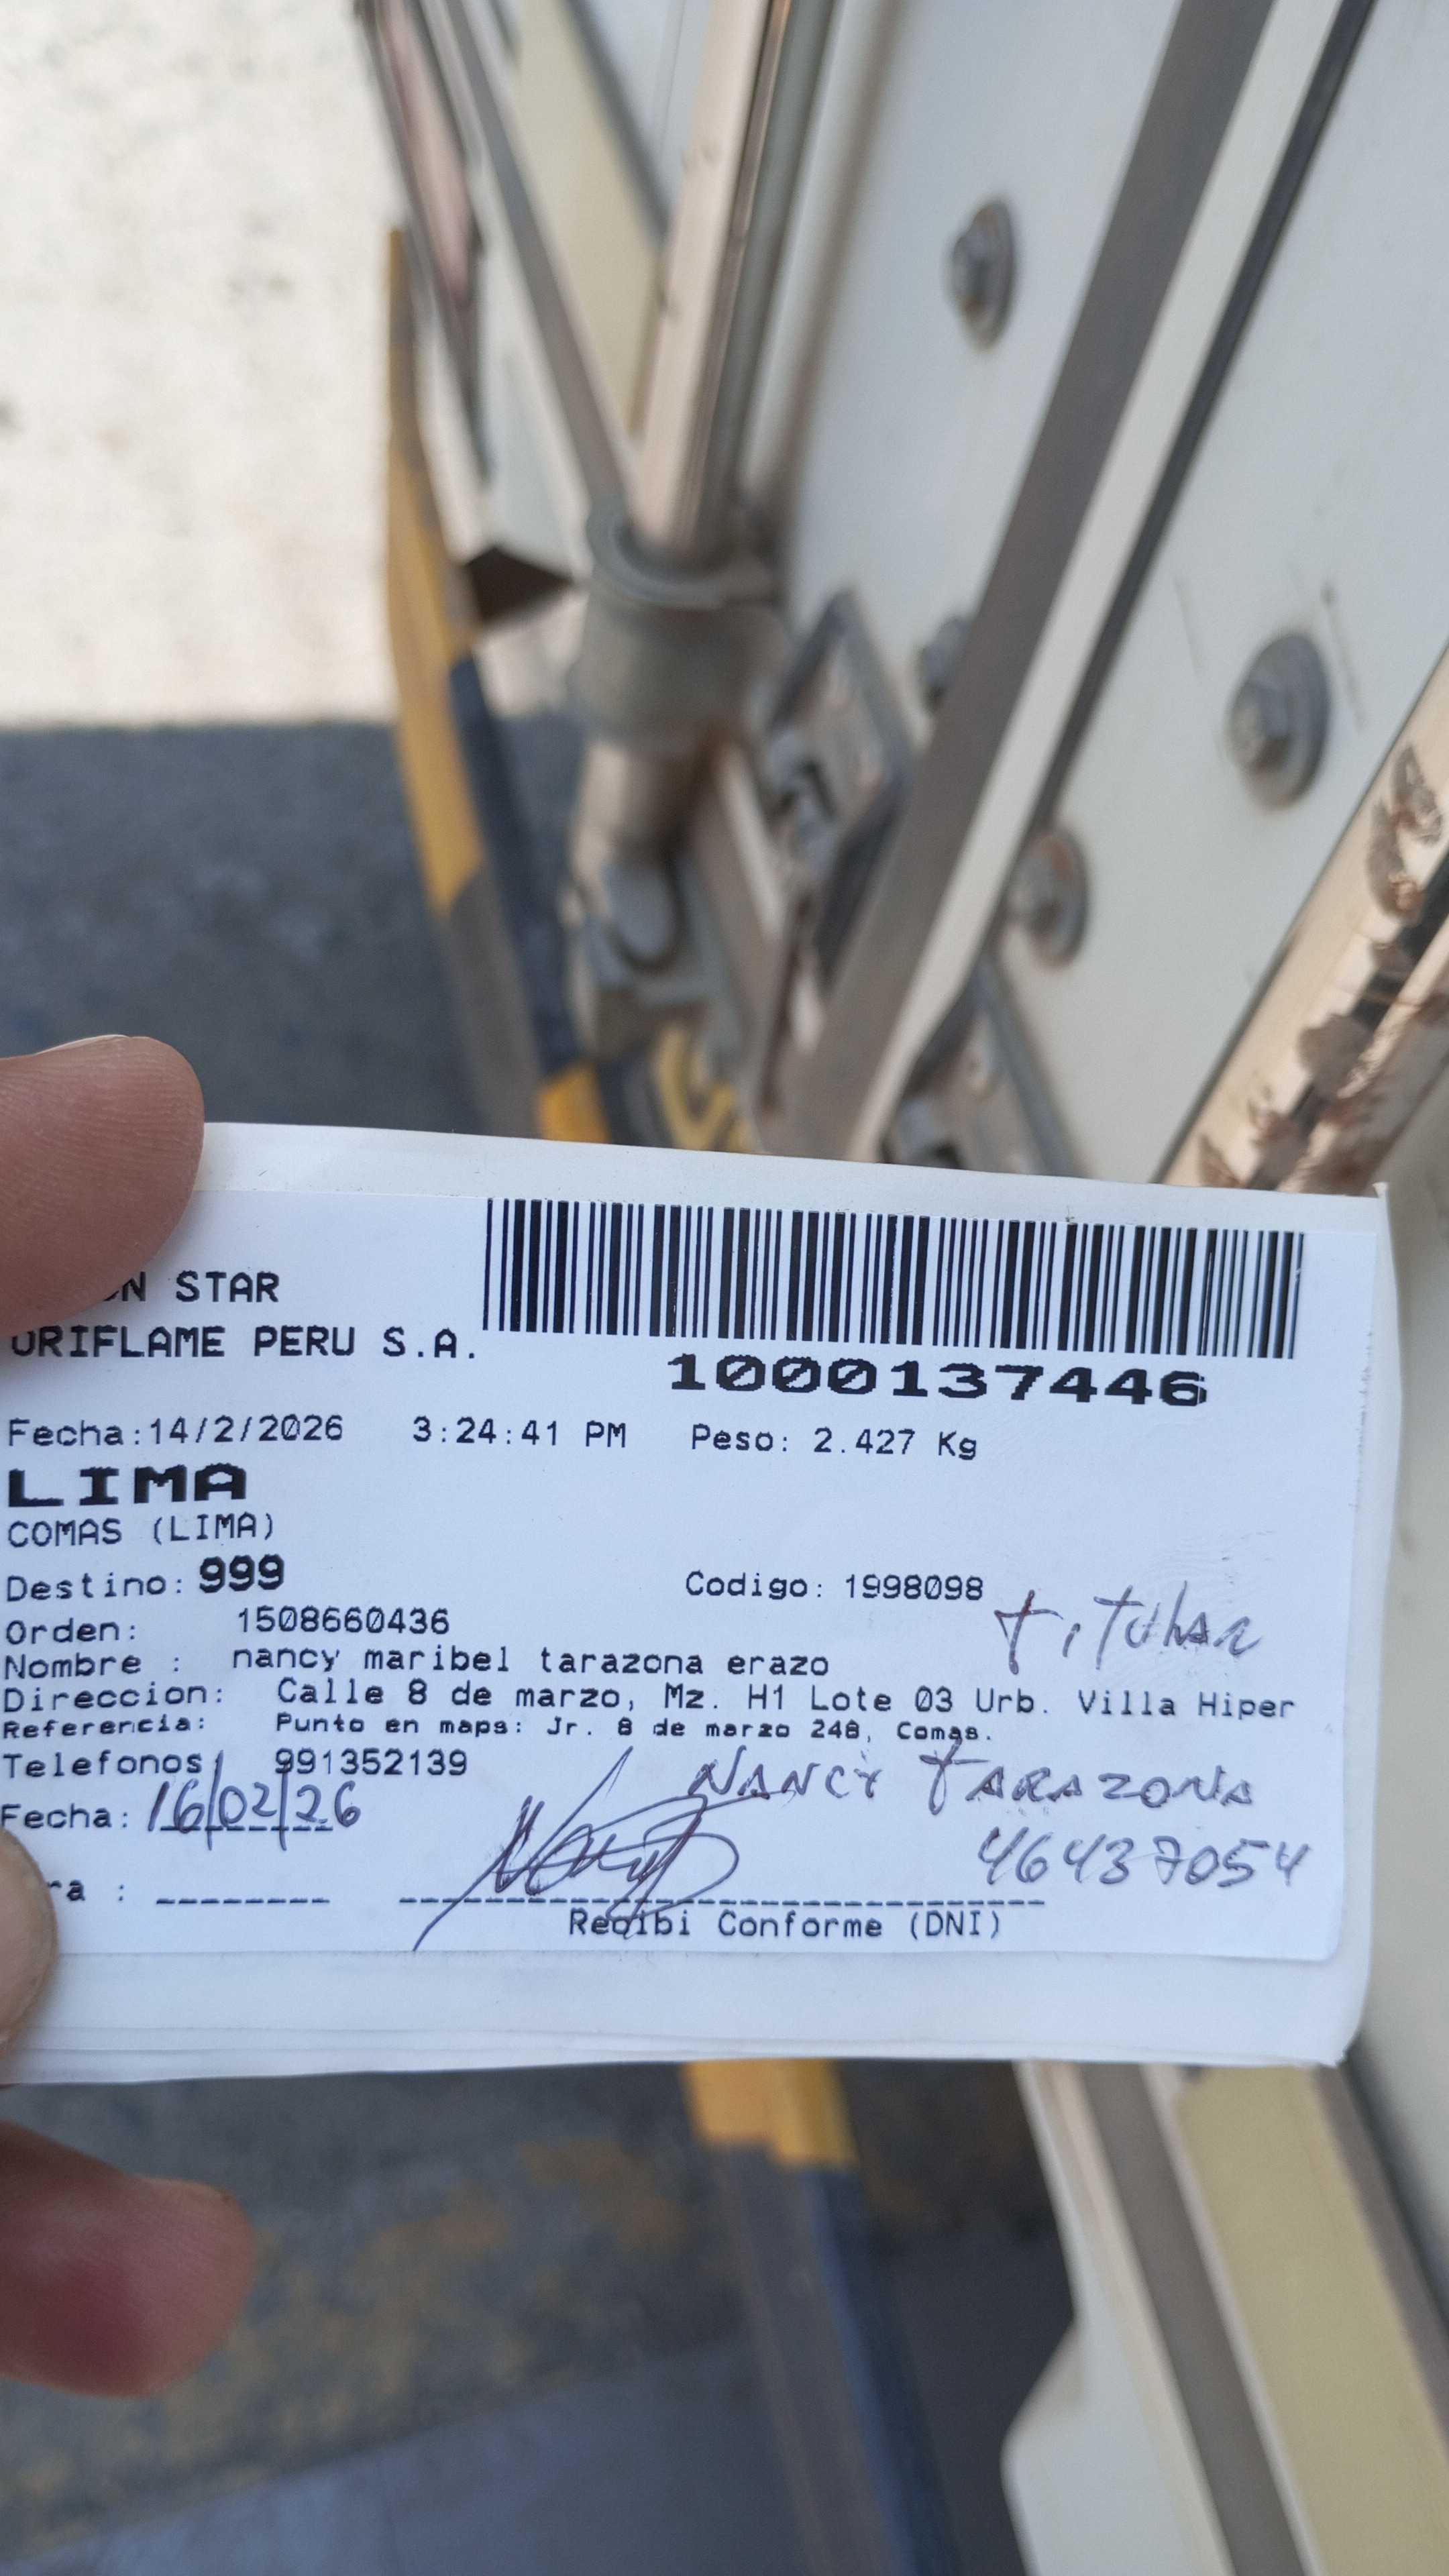 STAR
ORIFLAME PERU S.A.
1000137446
Fecha:14/2/2026 3:24:41 PM Peso: 2.427 Kg
LIMA
COMAS (LIMA)
Destino: 999 Codigo: 1998098
Orden: 1508660436 titular
Nombre : nancy maribel tarazona erazo
Direccion: Calle 8 de marzo, Mz. H1 Lote 03 Urb. Villa Hiper
Referencia: Punto en maps: Jr. 8 de marzo 248, Comas.
Telefonos 991352139 NANCY TARAZONA
Fecha: 16/02/26 46437054
Recibi Conforme (DNI)